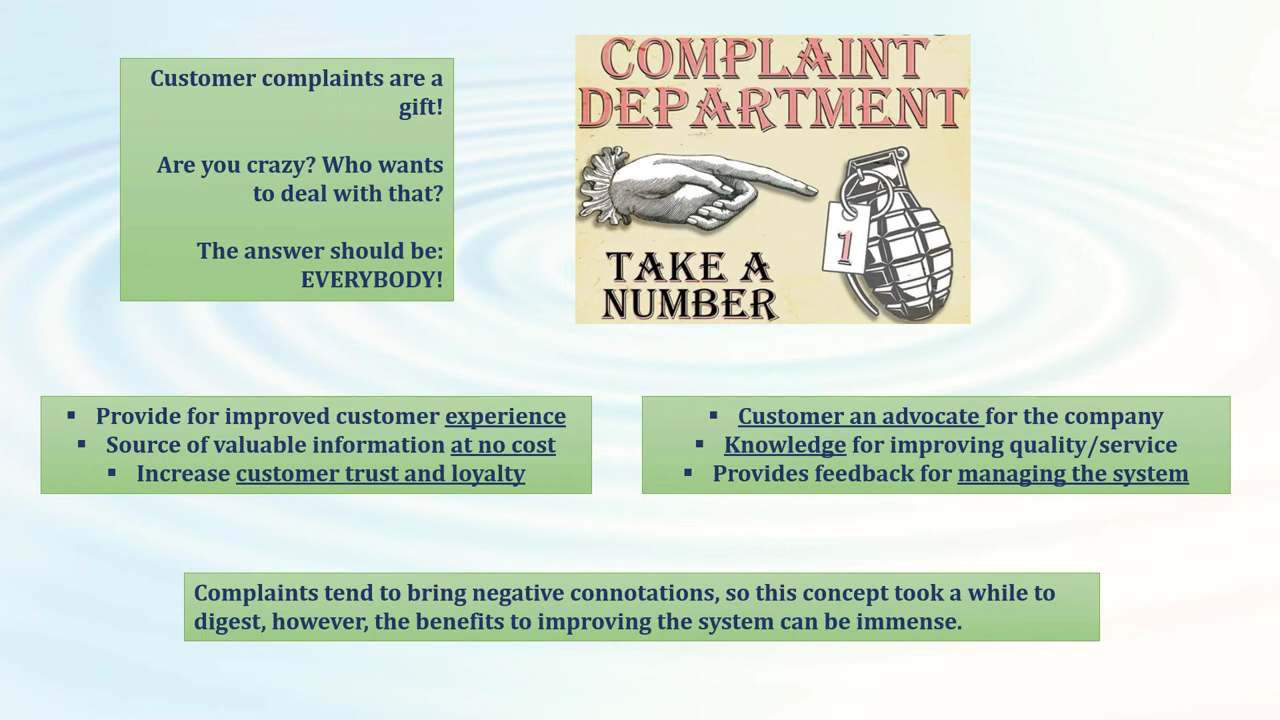 Customer complaints are a
gift!
Are you crazy? Who wants
to deal with that?
The answer should be:
EVERYBODY!
COMPLAINT
DEPARTMENT
1
TAKE A
NUMBER
▪ Provide for improved customer experience
▪ Source of valuable information at no cost
▪ Increase customer trust and loyalty
▪ Customer an advocate for the company
▪ Knowledge for improving quality/service
▪ Provides feedback for managing the system
Complaints tend to bring negative connotations, so this concept took a while to
digest, however, the benefits to improving the system can be immense.